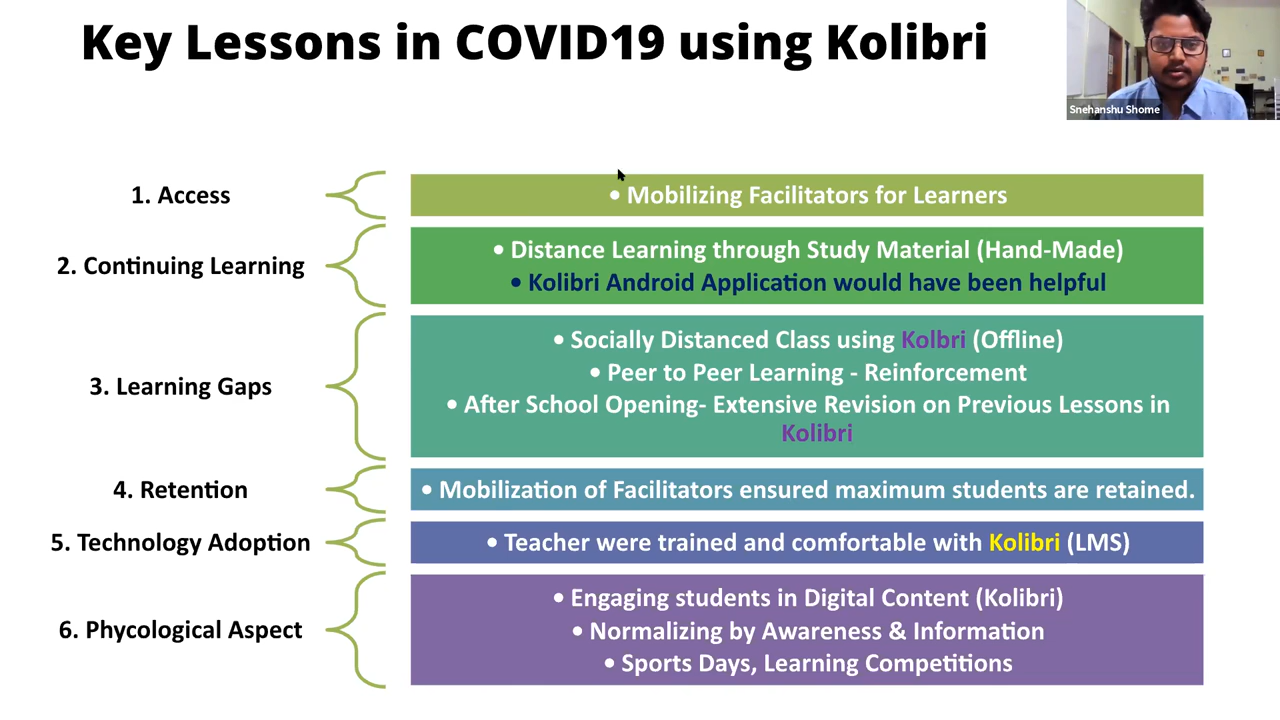 Key Lessons in COVID19 using Kolibri
Snehanshu Shome
1. Access
• Mobilizing Facilitators for Learners
2. Continuing Learning
• Distance Learning through Study Material (Hand-Made)
• Kolibri Android Application would have been helpful
3. Learning Gaps
• Socially Distanced Class using Kolbri (Offline)
• Peer to Peer Learning - Reinforcement
• After School Opening- Extensive Revision on Previous Lessons in
Kolibri
4. Retention
• Mobilization of Facilitators ensured maximum students are retained.
5. Technology Adoption
• Teacher were trained and comfortable with Kolibri (LMS)
6. Phycological Aspect
• Engaging students in Digital Content (Kolibri)
• Normalizing by Awareness & Information
• Sports Days, Learning Competitions